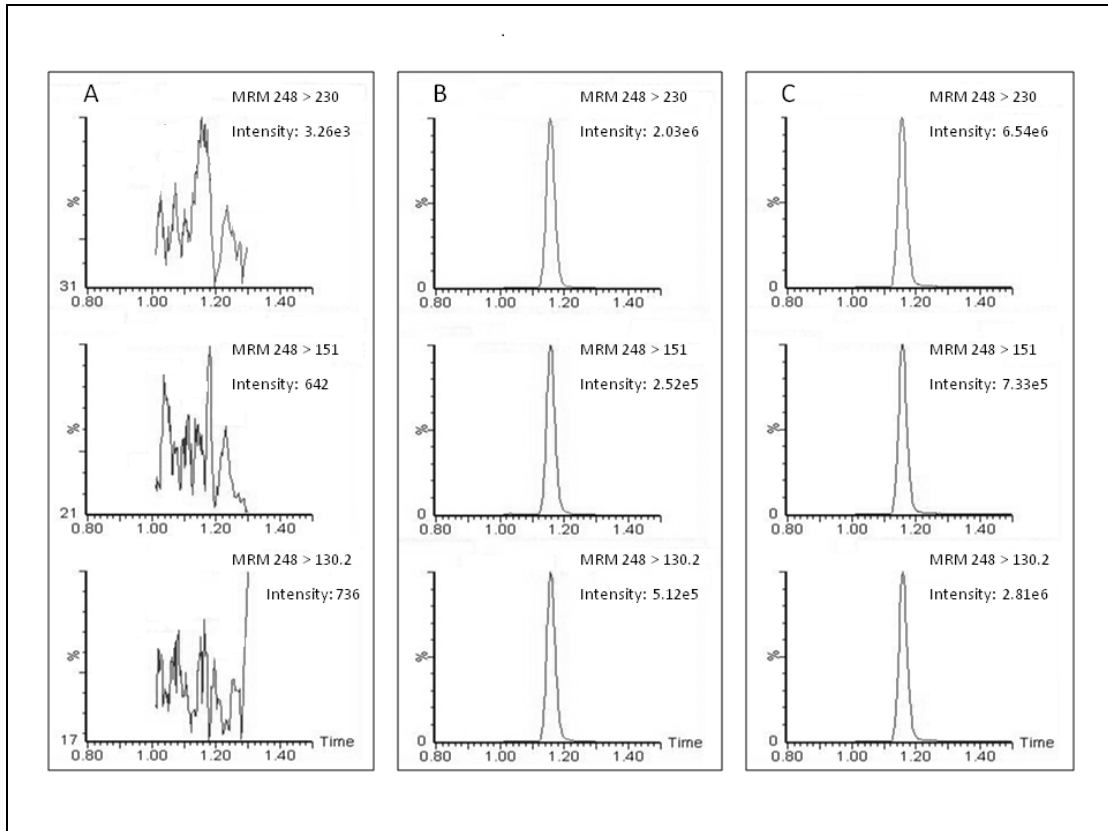 A
MRM 248 > 230
Intensity: 3.26e3
%
31
0.80 1.00 1.20 1.40
MRM 248 > 151
Intensity: 642
%
21
0.80 1.00 1.20 1.40
MRM 248 > 130.2
Intensity: 736
%
17
Time
0.80 1.00 1.20 1.40
B
MRM 248 > 230
Intensity: 2.03e6
%
0
0.80 1.00 1.20 1.40
MRM 248 > 151
Intensity: 2.52e5
%
0
0.80 1.00 1.20 1.40
MRM 248 > 130.2
Intensity: 5.12e5
%
0
Time
0.80 1.00 1.20 1.40
C
MRM 248 > 230
Intensity: 6.54e6
%
0
0.80 1.00 1.20 1.40
MRM 248 > 151
Intensity: 7.33e5
%
0
0.80 1.00 1.20 1.40
MRM 248 > 130.2
Intensity: 2.81e6
%
0
Time
0.80 1.00 1.20 1.40